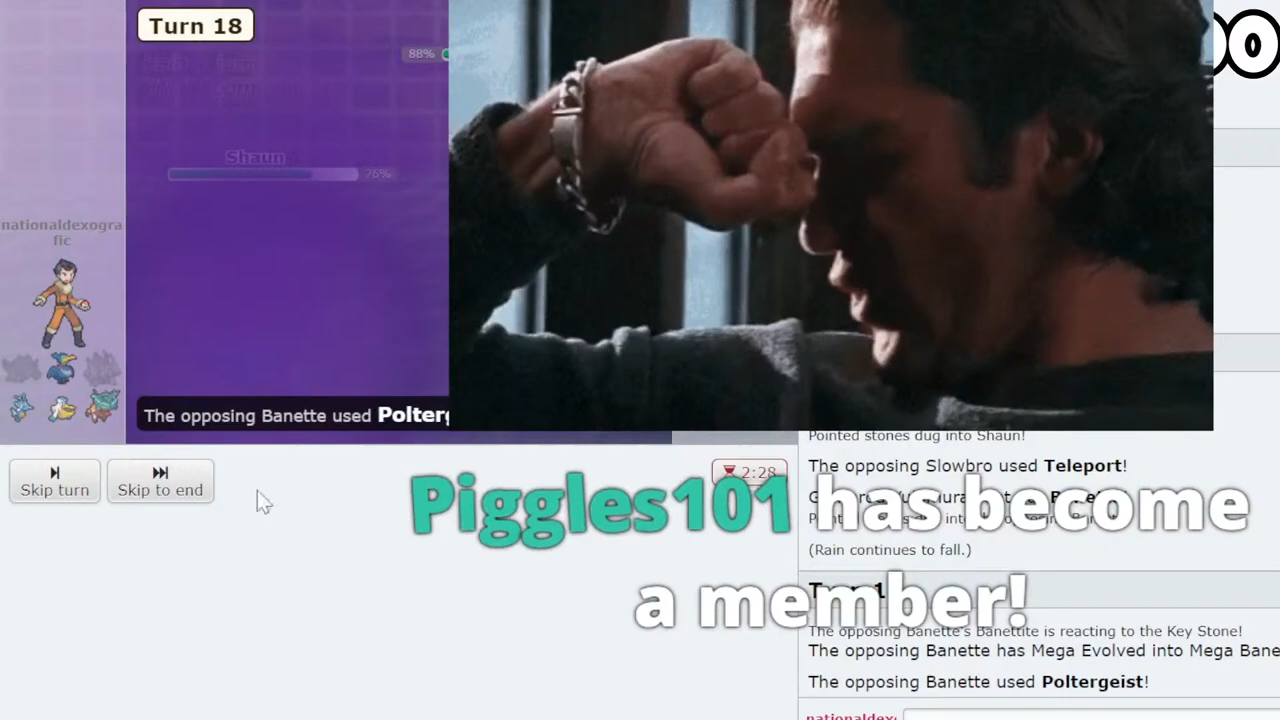 Turn 18
88%
Shaun
76%
nationaldexogra
fic
The opposing Banette used Polterg
Skip turn
Skip to end
2:28
Piggles101 has become
a member!
Pointed stones dug into Shaun!
The opposing Slowbro used Teleport!
(Rain continues to fall.)
The opposing Banette's Banettite is reacting to the Key Stone!
The opposing Banette has Mega Evolved into Mega Bane
The opposing Banette used Poltergeist!
nationaldex